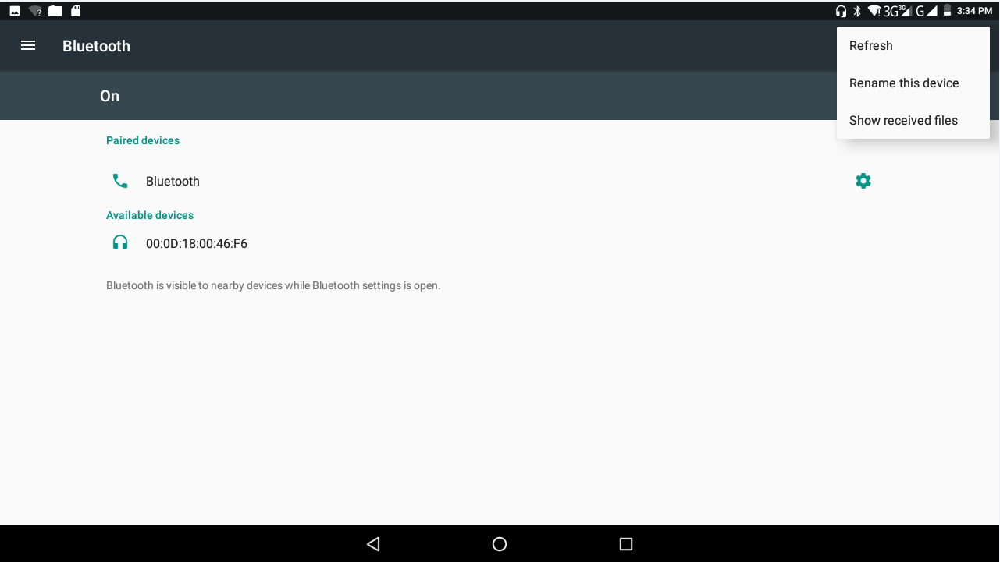 3G 3G G 3:34 PM
Bluetooth
Refresh
Rename this device
Show received files
On
Paired devices
Bluetooth
Available devices
00:0D:18:00:46:F6
Bluetooth is visible to nearby devices while Bluetooth settings is open.